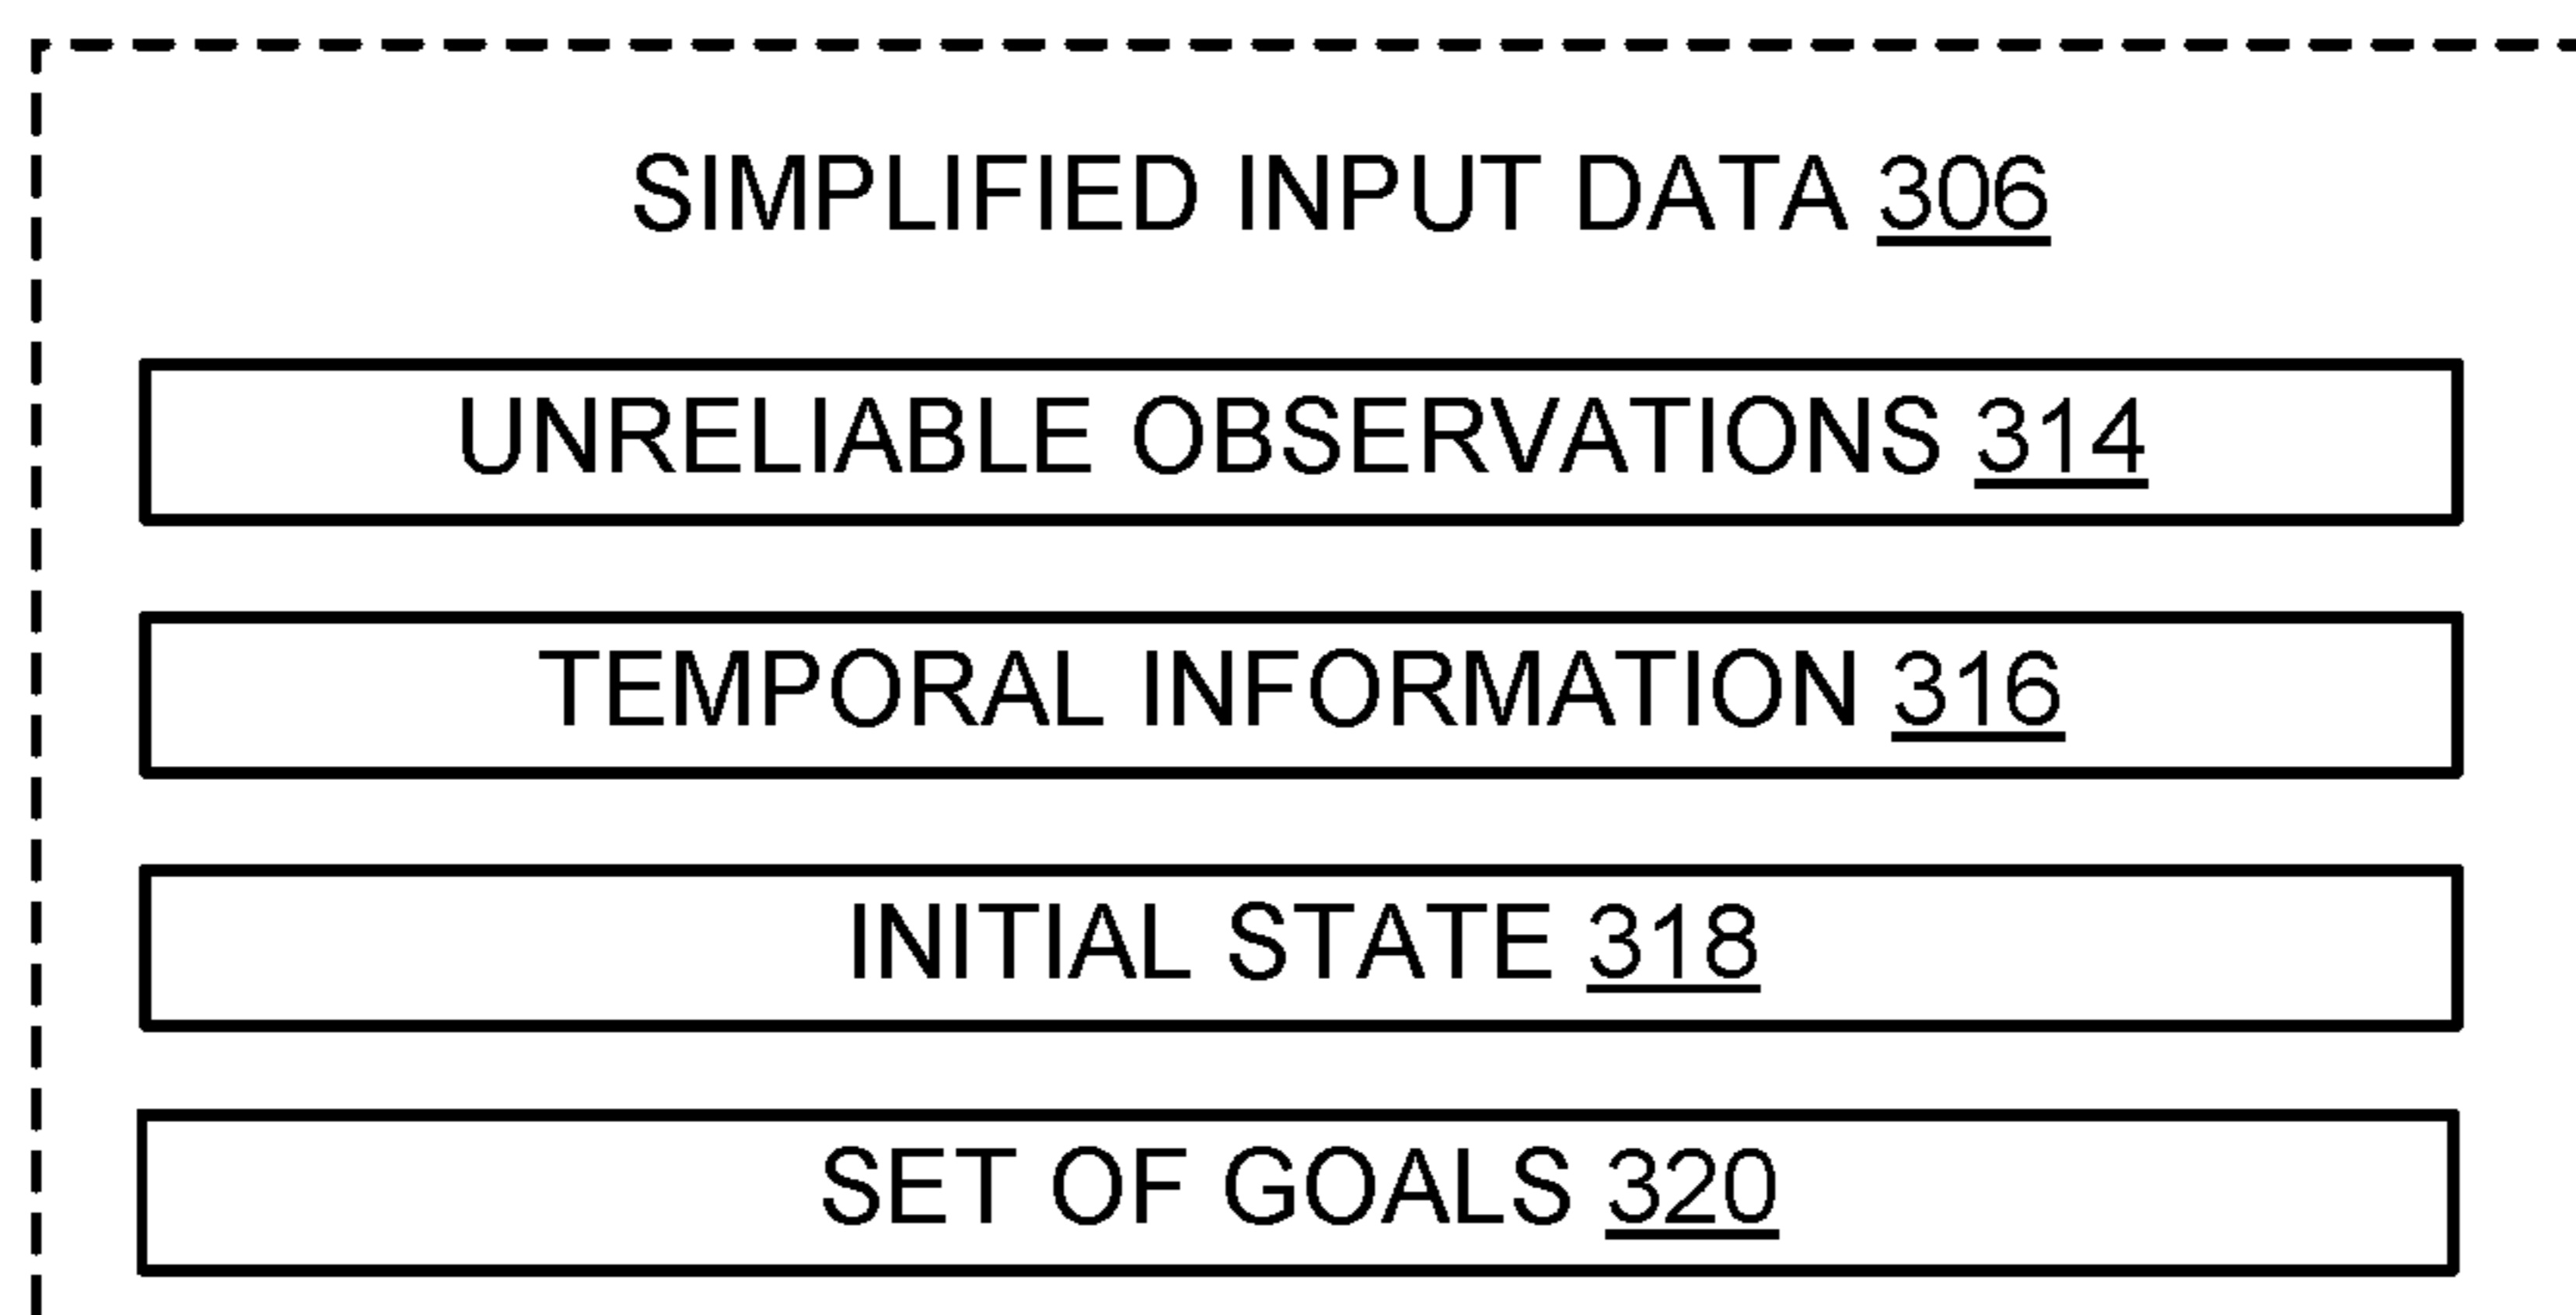 SIMPLIFIED INPUT DATA 306
UNRELIABLE OBSERVATIONS 314
TEMPORAL INFORMATION 316
INITIAL STATE 318
SET OF GOALS 320